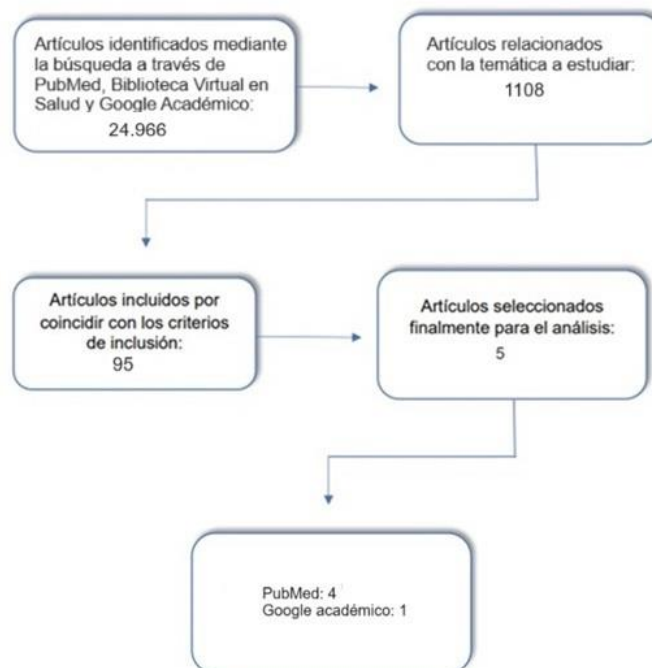 Artículos identificados mediante
la búsqueda a través de
PubMed, Biblioteca Virtual en
Salud y Google Académico:
24.966
Artículos relacionados
con la temática a estudiar:
1108
Artículos incluidos por
coincidir con los criterios
de inclusión:
95
Artículos seleccionados
finalmente para el análisis:
5
PubMed: 4
Google académico: 1